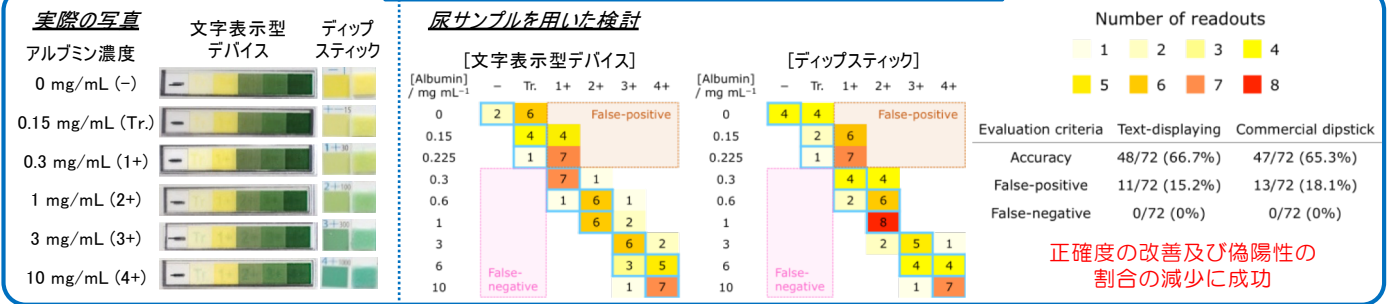 実際の写真
アルブミン濃度
文字表示型
デバイス
ディップ
スティック
0 mg/mL (-)
0.15 mg/mL (Tr.)
0.3 mg/mL (1+)
1 mg/mL (2+)
3 mg/mL (3+)
10 mg/mL (4+)
尿サンプルを用いた検討
[文字表示型デバイス]
[Albumin]
/ mg mL⁻¹
－ Tr. 1+ 2+ 3+ 4+
0 2 6 False-positive
0.15 4 4
0.225 1 7
0.3 7 1
0.6 1 6 1
1 6 2
3 6 2
6 3 5
10 1 7
False-
negative
[ディップスティック]
[Albumin]
/ mg mL⁻¹
－ Tr. 1+ 2+ 3+ 4+
0 4 4 False-positive
0.15 2 6
0.225 1 7
0.3 4 4
0.6 2 6
1 8
3 2 5 1
6 4 4
10 1 7
False-
negative
Number of readouts
1 2 3 4
5 6 7 8
Evaluation criteria Text-displaying Commercial dipstick
Accuracy 48/72 (66.7%) 47/72 (65.3%)
False-positive 11/72 (15.2%) 13/72 (18.1%)
False-negative 0/72 (0%) 0/72 (0%)
正確度の改善及び偽陽性の
割合の減少に成功